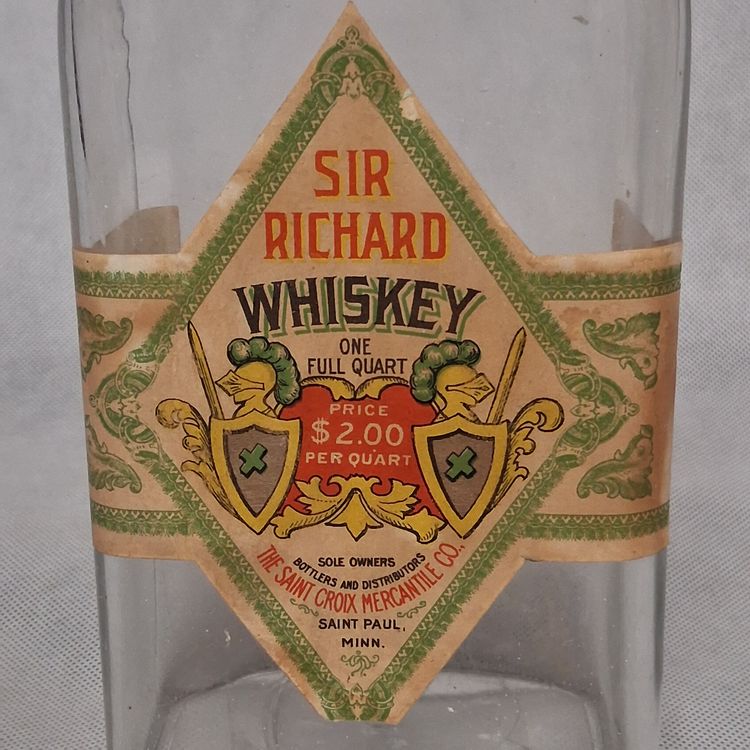 SIR
RICHARD
WHISKEY
ONE
FULL QUART
PRICE
$2.00
PER QUART
SOLE OWNERS
BOTTLERS AND DISTRIBUTORS
THE SAINT CROIX MERCANTILE CO.,
SAINT PAUL,
MINN.